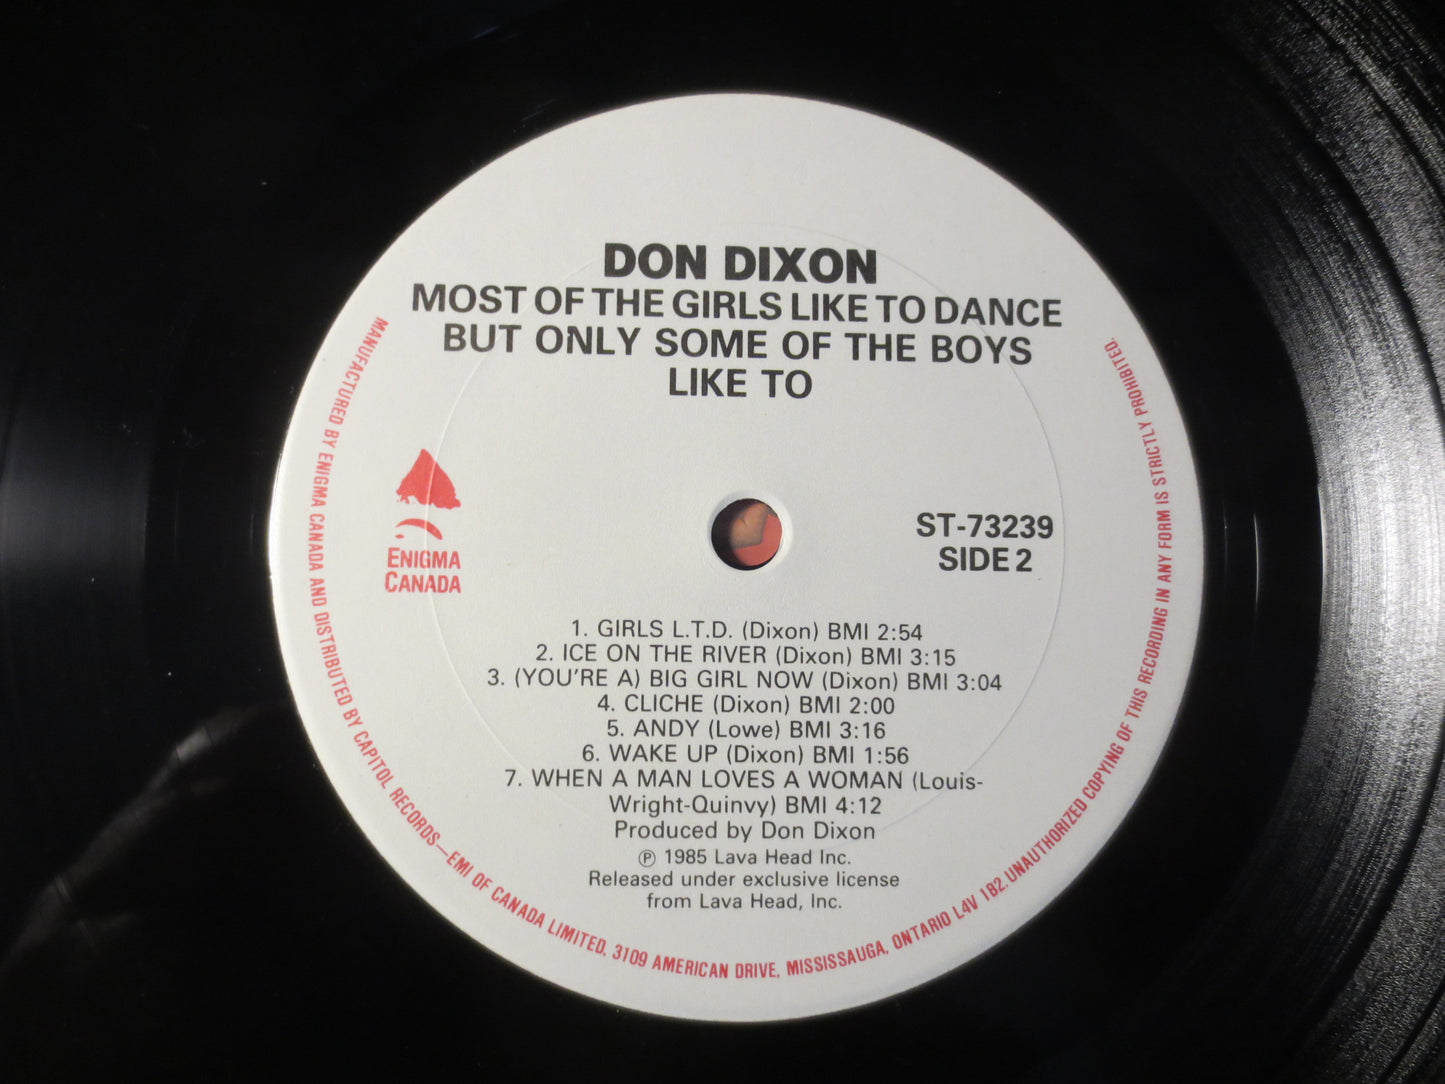 DON DIXON
MOST OF THE GIRLS LIKE TO DANCE
BUT ONLY SOME OF THE BOYS
LIKE TO
ENIGMA
CANADA
ST-73239
SIDE 2
1. GIRLS L.T.D. (Dixon) BMI 2:54
2. ICE ON THE RIVER (Dixon) BMI 3:15
3. (YOU'RE A) BIG GIRL NOW (Dixon) BMI 3:04
4. CLICHE (Dixon) BMI 2:00
5. ANDY (Lowe) BMI 3:16
6. WAKE UP (Dixon) BMI 1:56
7. WHEN A MAN LOVES A WOMAN (Louis-
Wright-Quinvy) BMI 4:12
Produced by Don Dixon
℗ 1985 Lava Head Inc.
Released under exclusive license
from Lava Head, Inc.
MANUFACTURED BY ENIGMA CANADA AND DISTRIBUTED BY CAPITOL RECORDS—EMI OF CANADA LIMITED, 3109 AMERICAN DRIVE, MISSISSAUGA, ONTARIO L4V 1B2. UNAUTHORIZED COPYING OF THIS RECORDING IN ANY FORM IS STRICTLY PROHIBITED.